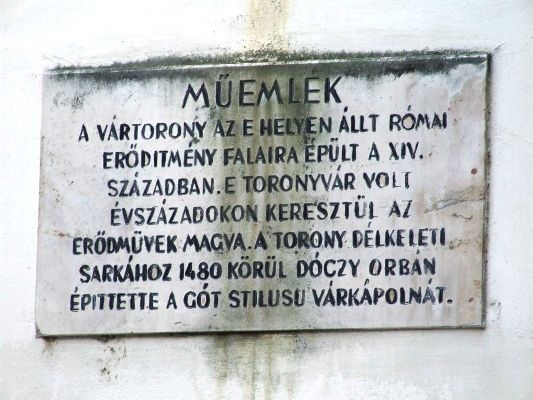 MŰEMLEK
A VÁRTORONY AZ E HELYEN ÁLLT RÓMAI
ERŐDITMÉNY FALAIRA ÉPÜLT A XIV.
SZÁZADBAN. E TORONYVÁR VOLT
ÉVSZÁZADOKON KERESZTÜL AZ
ERŐDMŰVEK MAGVA. A TORONY DÉLKELETI
SARKÁHOZ 1480 KÖRÜL DÓCZY ORBÁN
ÉPITTETTE A GÓT STILUSU VÁRKÁPOLNÁT.